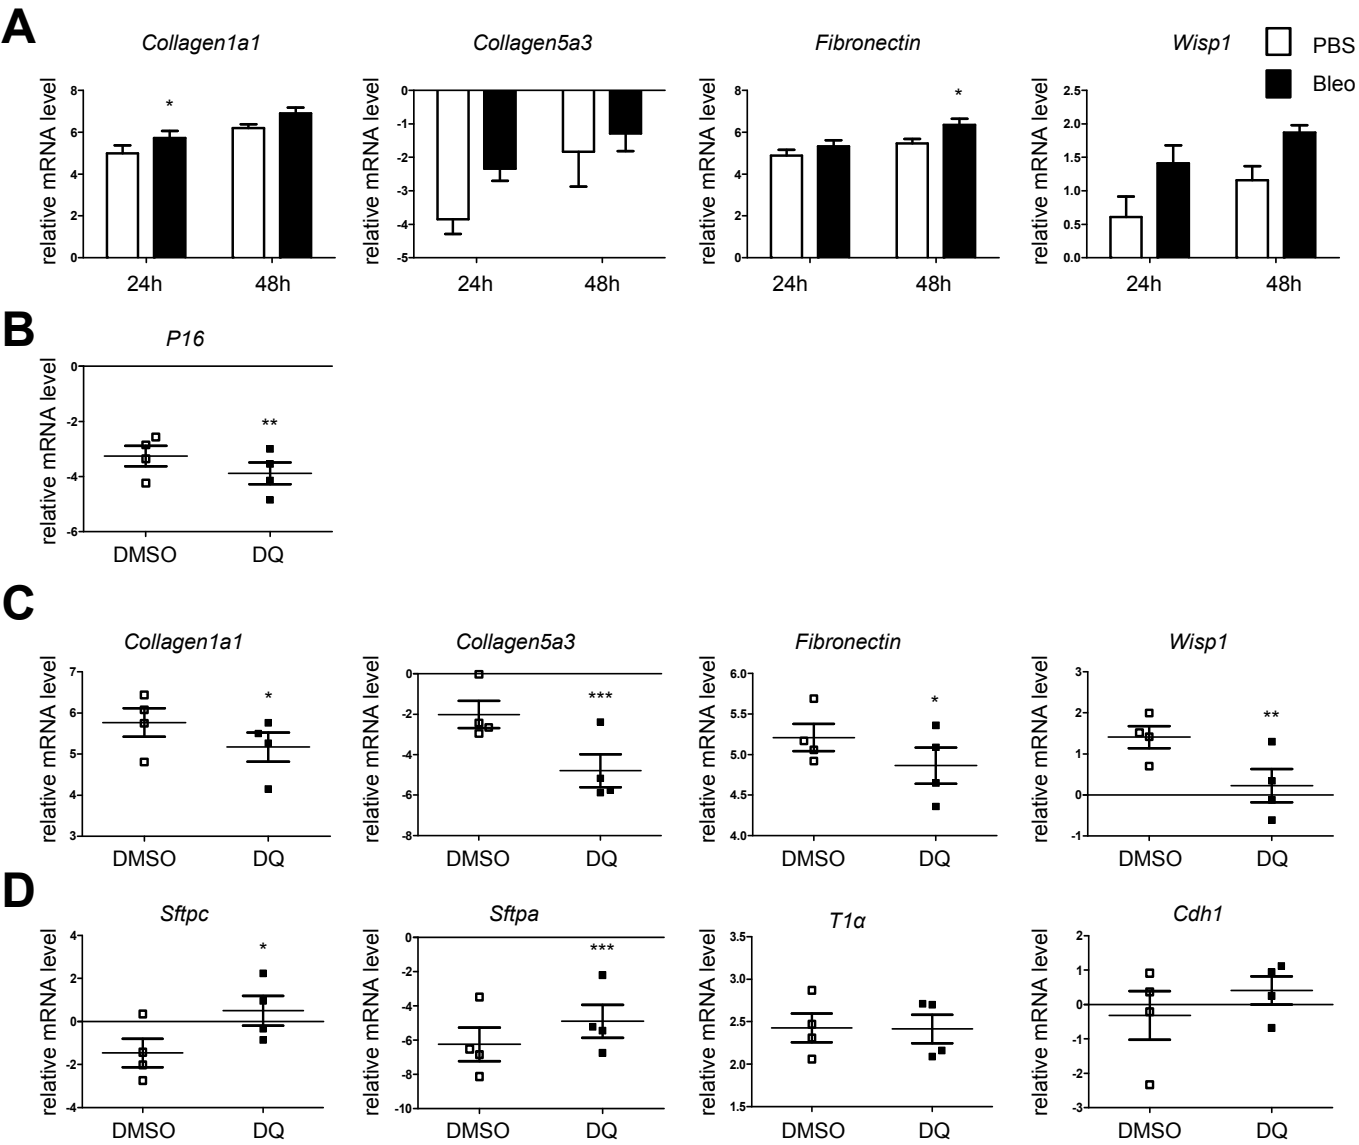 A
Collagen1a1
Collagen5a3
Fibronectin
Wisp1
PBS
Bleo
relative mRNA level
8
6
4
2
0
*
24h
48h
relative mRNA level
0
-1
-2
-3
-4
-5
24h
48h
relative mRNA level
8
6
4
2
0
*
24h
48h
relative mRNA level
2.5
2.0
1.5
1.0
0.5
0.0
24h
48h
B
P16
relative mRNA level
0
-2
-4
-6
**
DMSO
DQ
C
Collagen1a1
relative mRNA level
7
6
5
4
3
*
DMSO
DQ
Collagen5a3
relative mRNA level
0
-2
-4
-6
-8
***
DMSO
DQ
Fibronectin
relative mRNA level
6.0
5.5
5.0
4.5
4.0
*
DMSO
DQ
Wisp1
relative mRNA level
3
2
1
0
-1
**
DMSO
DQ
D
Sftpc
relative mRNA level
4
2
0
-2
-4
*
DMSO
DQ
Sftpa
relative mRNA level
0
-2
-4
-6
-8
-10
***
DMSO
DQ
T1α
relative mRNA level
3.5
3.0
2.5
2.0
1.5
DMSO
DQ
Cdh1
relative mRNA level
2
1
0
-1
-2
-3
DMSO
DQ